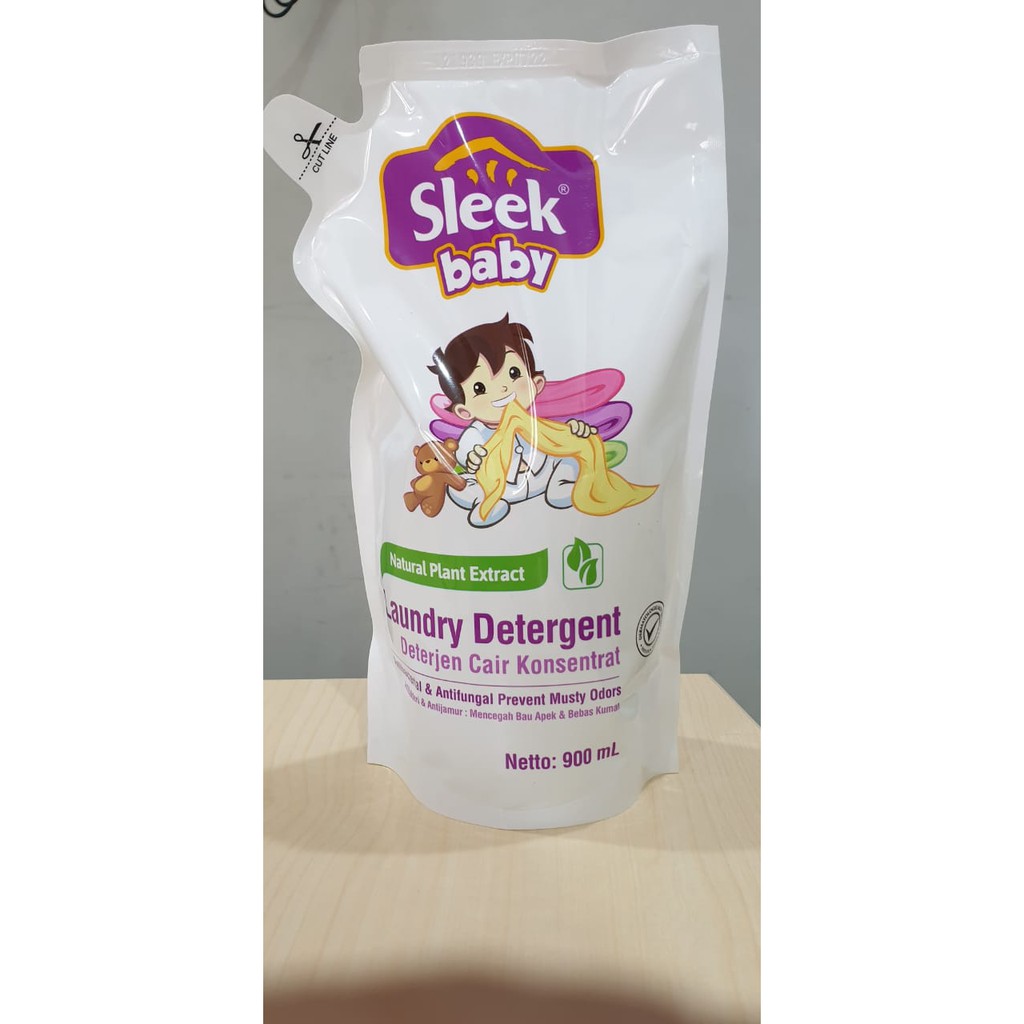 CUT LINE
Sleek®
baby
Natural Plant Extract
Laundry Detergent
Deterjen Cair Konsentrat
& Antifungal Prevent Musty Odors
& Antijamur : Mencegah Bau Apek & Bebas Kuman
Netto: 900 mL